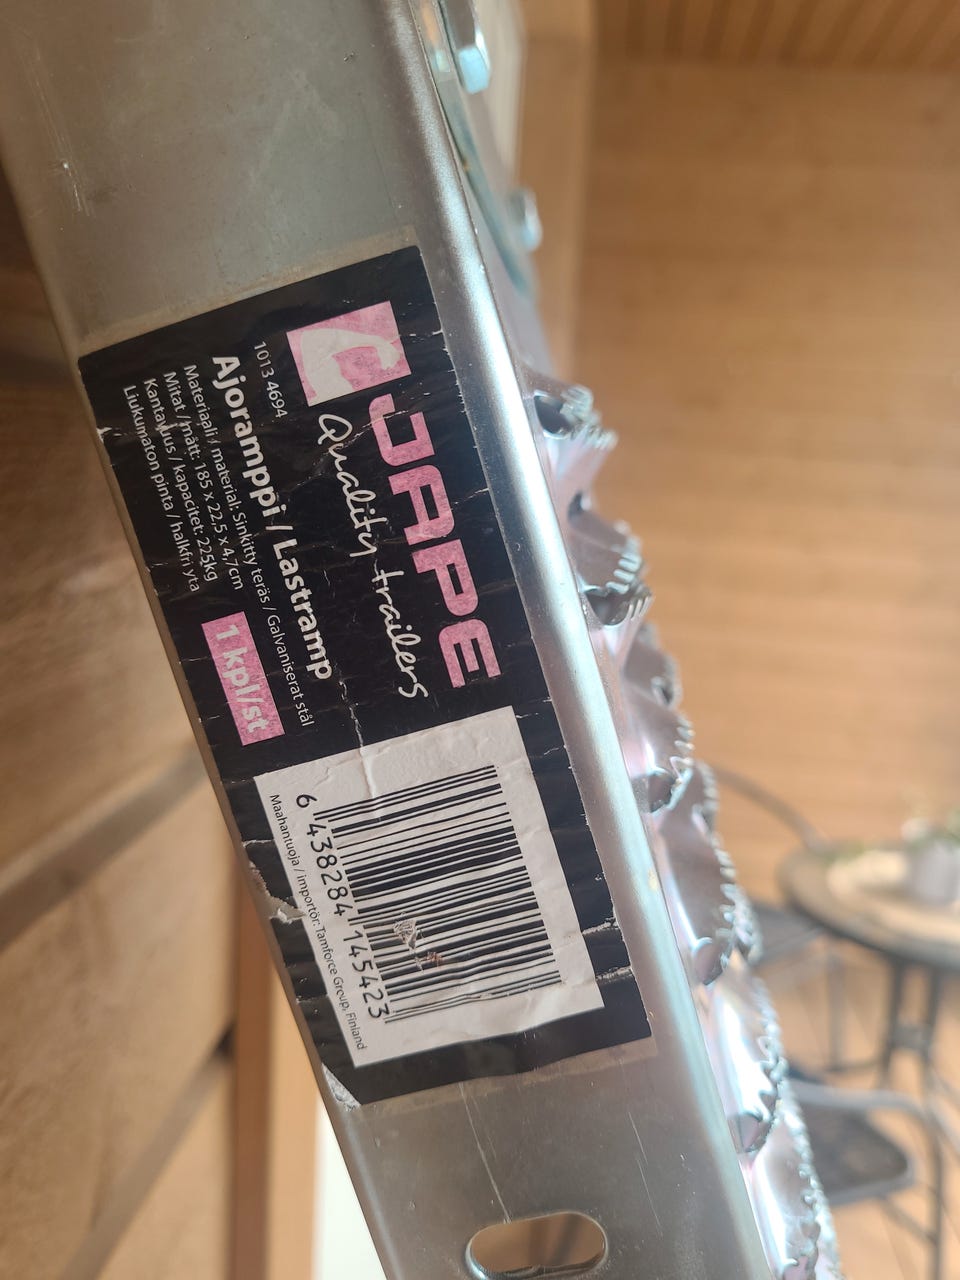 JAPE
Quality trailers
1013 4694
Ajoramppi / Lastramp
Materiaali / material: Sinkitty teräs / Galvaniserat stål
Mitat / mått: 185 x 22,5 x 4,7cm
Kantavuus / kapacitet: 225kg
Liukumaton pinta / halkfri yta
1 kpl/st
6 438284 145423
Maahantuoja / importör: Tamforce Group, Finland